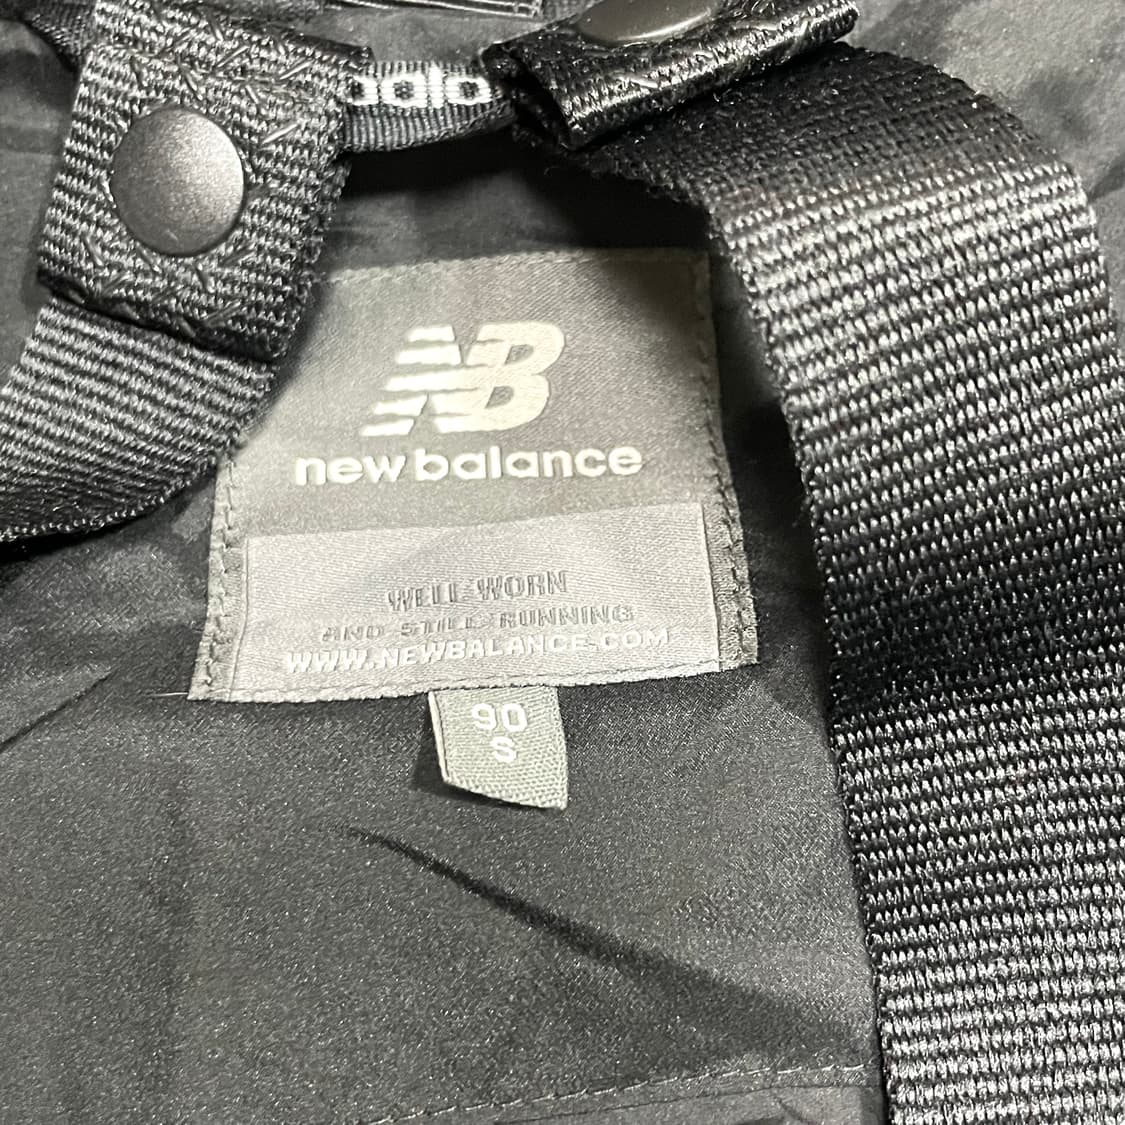 NB
new balance
WELL-WORN
AND STILL RUNNING
WWW.NEWBALANCE.COM
90
S